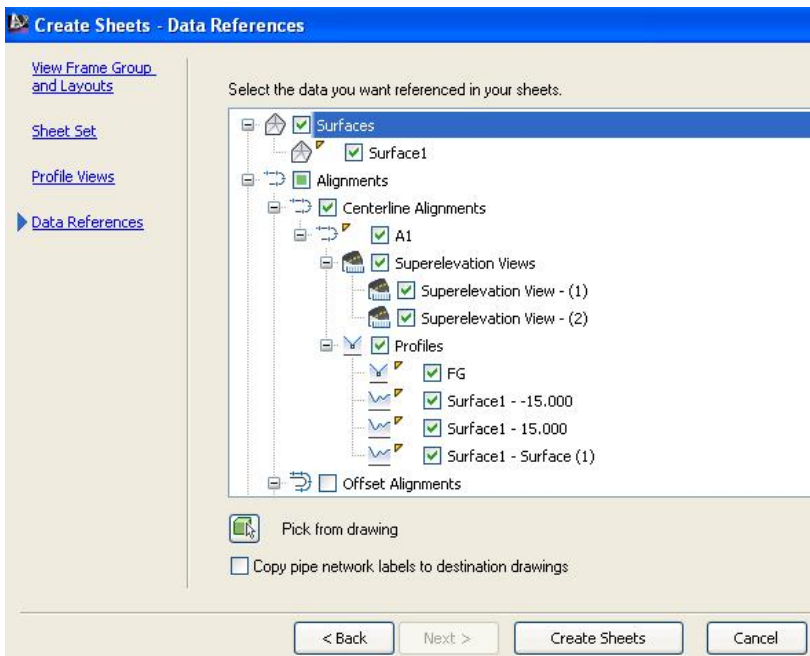 Create Sheets - Data References
View Frame Group
and Layouts
Sheet Set
Profile Views
Data References
Select the data you want referenced in your sheets.
Surfaces
Surface1
Alignments
Centerline Alignments
A1
Superelevation Views
Superelevation View - (1)
Superelevation View - (2)
Profiles
FG
Surface1 - -15.000
Surface1 - 15.000
Surface1 - Surface (1)
Offset Alignments
Pick from drawing
Copy pipe network labels to destination drawings
< Back Next > Create Sheets Cancel